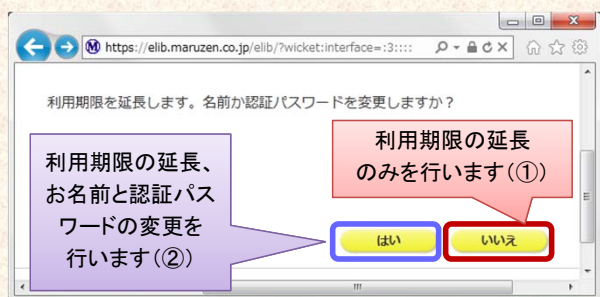 https://elib.maruzen.co.jp/elib/?wicket:interface=:3::::
利用期限を延長します。名前か認証パスワードを変更しますか？
利用期限の延長
のみを行います（①）
利用期限の延長、
お名前と認証パス
ワードの変更を
行います（②）
はい
いいえ